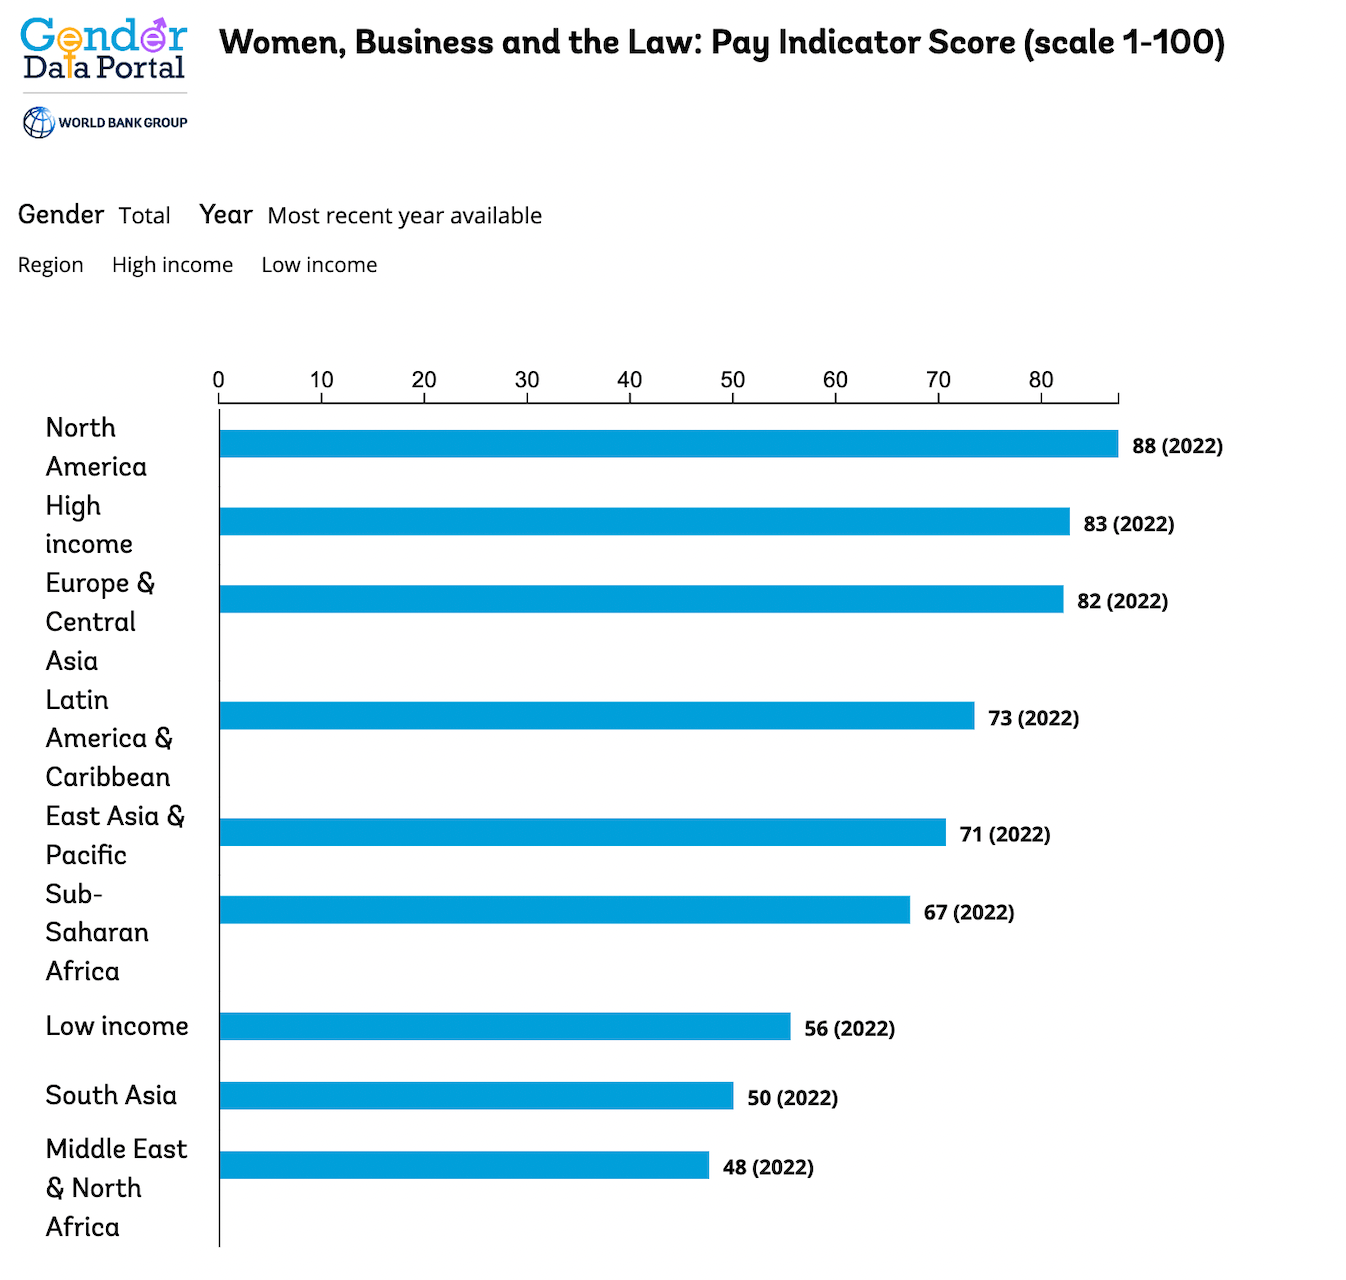 Gender
Data Portal
WORLD BANK GROUP
Women, Business and the Law: Pay Indicator Score (scale 1-100)
Gender Total Year Most recent year available
Region High income Low income
0 10 20 30 40 50 60 70 80
North
America
88 (2022)
High
income
83 (2022)
Europe &
Central
Asia
82 (2022)
Latin
America &
Caribbean
73 (2022)
East Asia &
Pacific
71 (2022)
Sub-
Saharan
Africa
67 (2022)
Low income
56 (2022)
South Asia
50 (2022)
Middle East
& North
Africa
48 (2022)